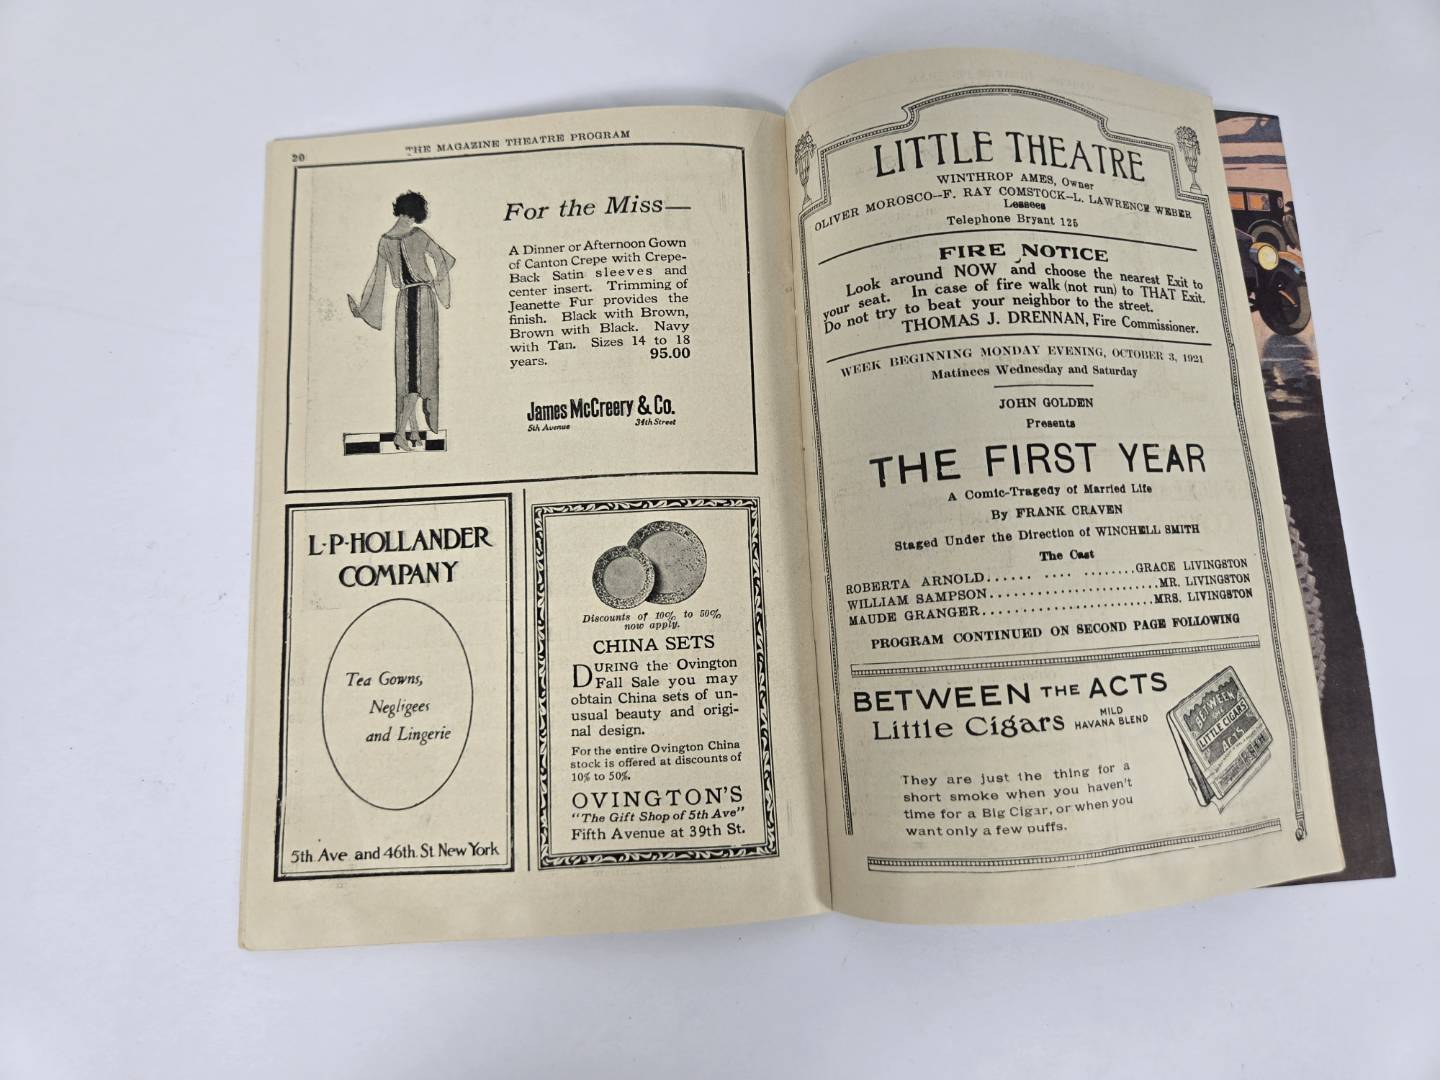 20
THE MAGAZINE THEATRE PROGRAM
For the Miss—
A Dinner or Afternoon Gown
of Canton Crepe with Crepe-
Back Satin sleeves and
center insert. Trimming of
Jeanette Fur provides the
finish. Black with Brown,
Brown with Black. Navy
with Tan. Sizes 14 to 18
years. 95.00
James McCreery & Co.
5th Avenue 34th Street
L·P·HOLLANDER
COMPANY
Tea Gowns,
Negligees
and Lingerie
5th Ave and 46th St New York
Discounts of 10% to 50%
now apply.
CHINA SETS
DURING the Ovington
Fall Sale you may
obtain China sets of un-
usual beauty and origi-
nal design.
For the entire Ovington China
stock is offered at discounts of
10% to 50%.
OVINGTON'S
"The Gift Shop of 5th Ave"
Fifth Avenue at 39th St.
LITTLE THEATRE
WINTHROP AMES, Owner
OLIVER MOROSCO--F. RAY COMSTOCK--L. LAWRENCE WEBER
Lessees
Telephone Bryant 125
FIRE NOTICE
Look around NOW and choose the nearest Exit to
your seat. In case of fire walk (not run) to THAT Exit.
Do not try to beat your neighbor to the street.
THOMAS J. DRENNAN, Fire Commissioner.
WEEK BEGINNING MONDAY EVENING, OCTOBER 3, 1921
Matinees Wednesday and Saturday
JOHN GOLDEN
Presents
THE FIRST YEAR
A Comic-Tragedy of Married Life
By FRANK CRAVEN
Staged Under the Direction of WINCHELL SMITH
The Cast
ROBERTA ARNOLD...... .... ........GRACE LIVINGSTON
WILLIAM SAMPSON........................MR. LIVINGSTON
MAUDE GRANGER........................MRS. LIVINGSTON
PROGRAM CONTINUED ON SECOND PAGE FOLLOWING
BETWEEN THE ACTS
Little Cigars MILD
HAVANA BLEND
BETWEEN
THE
LITTLE CIGARS
ACTS
They are just the thing for a
short smoke when you haven't
time for a Big Cigar, or when you
want only a few puffs.